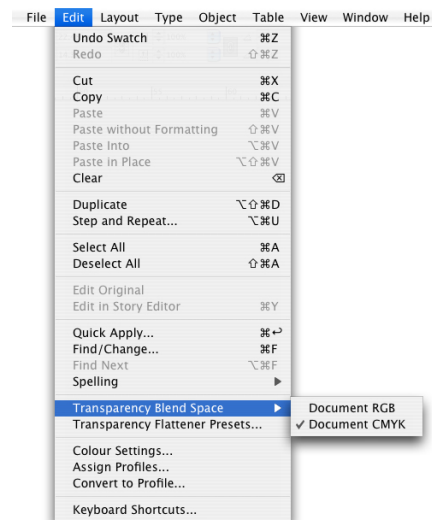 File Edit Layout Type Object Table View Window Help
Undo Swatch ⌘Z
Redo ⇧⌘Z
Cut ⌘X
Copy ⌘C
Paste ⌘V
Paste without Formatting ⇧⌘V
Paste Into ⌥⌘V
Paste in Place ⌥⇧⌘V
Clear ⌫
Duplicate ⌥⇧⌘D
Step and Repeat... ⌥⌘U
Select All ⌘A
Deselect All ⇧⌘A
Edit Original
Edit in Story Editor ⌘Y
Quick Apply... ⌘↩
Find/Change... ⌘F
Find Next ⌥⌘F
Spelling ▶
Transparency Blend Space ▶ Document RGB
Transparency Flattener Presets... ✓ Document CMYK
Colour Settings...
Assign Profiles...
Convert to Profile...
Keyboard Shortcuts...